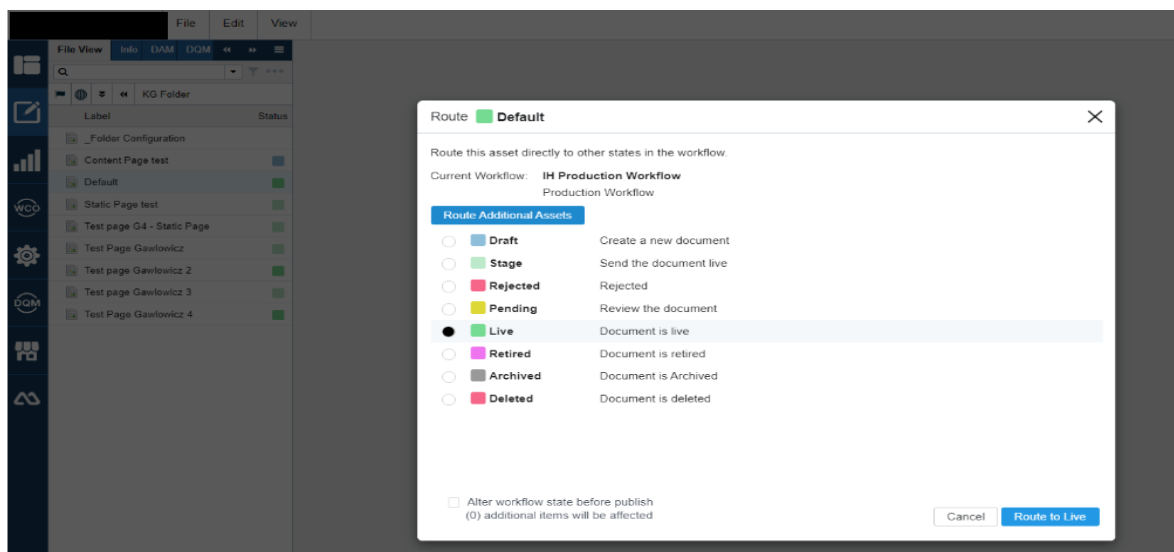 File Edit View
File View Info DAM DQM
KG Folder
Label Status
_Folder Configuration
Content Page test
Default
Static Page test
Test page G4 - Static Page
Test Page Gawlowicz
Test page Gawlowicz 2
Test page Gawlowicz 3
Test Page Gawlowicz 4
WCO
DQM
Route Default
Route this asset directly to other states in the workflow.
Current Workflow: IH Production Workflow
Production Workflow
Route Additional Assets
Draft Create a new document
Stage Send the document live
Rejected Rejected
Pending Review the document
Live Document is live
Retired Document is retired
Archived Document is Archived
Deleted Document is deleted
Alter workflow state before publish
(0) additional items will be affected
Cancel Route to Live